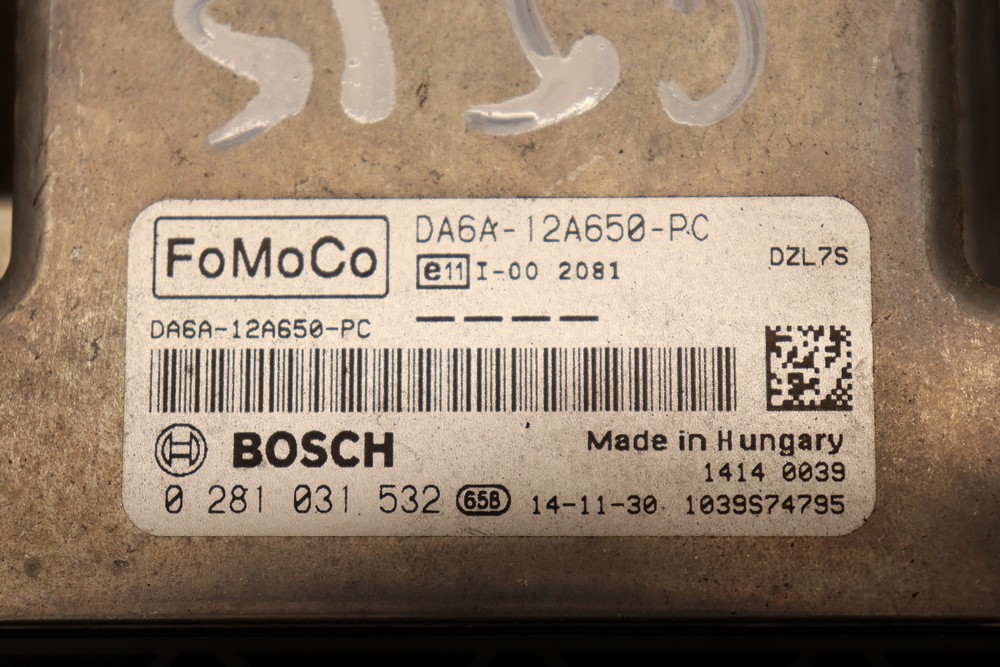 FoMoCo
DA6A-12A650-PC
e11 I-00 2081
DZL7S
DA6A-12A650-PC
BOSCH
Made in Hungary
1414 0039
0 281 031 532 65B 14-11-30 1039S74795